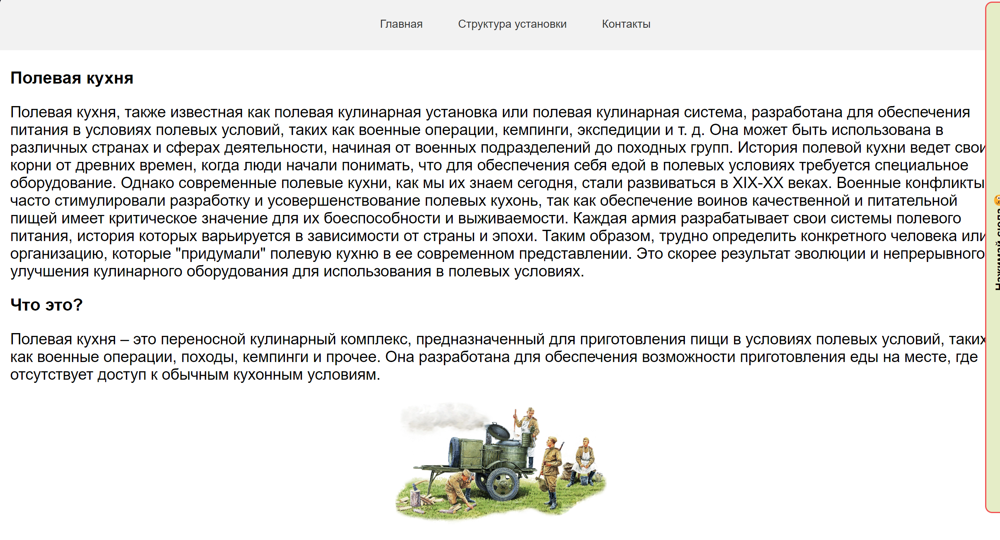 Главная Структура установки Контакты
Полевая кухня
Полевая кухня, также известная как полевая кулинарная установка или полевая кулинарная система, разработана для обеспечения
питания в условиях полевых условий, таких как военные операции, кемпинги, экспедиции и т. д. Она может быть использована в
различных странах и сферах деятельности, начиная от военных подразделений до походных групп. История полевой кухни ведет свои
корни от древних времен, когда люди начали понимать, что для обеспечения себя едой в полевых условиях требуется специальное
оборудование. Однако современные полевые кухни, как мы их знаем сегодня, стали развиваться в XIX-XX веках. Военные конфликты
часто стимулировали разработку и усовершенствование полевых кухонь, так как обеспечение воинов качественной и питательной
пищей имеет критическое значение для их боеспособности и выживаемости. Каждая армия разрабатывает свои системы полевого
питания, история которых варьируется в зависимости от страны и эпохи. Таким образом, трудно определить конкретного человека или
организацию, которые "придумали" полевую кухню в ее современном представлении. Это скорее результат эволюции и непрерывного
улучшения кулинарного оборудования для использования в полевых условиях.
Что это?
Полевая кухня – это переносной кулинарный комплекс, предназначенный для приготовления пищи в условиях полевых условий, таких
как военные операции, походы, кемпинги и прочее. Она разработана для обеспечения возможности приготовления еды на месте, где
отсутствует доступ к обычным кухонным условиям.
Нажимай сюда